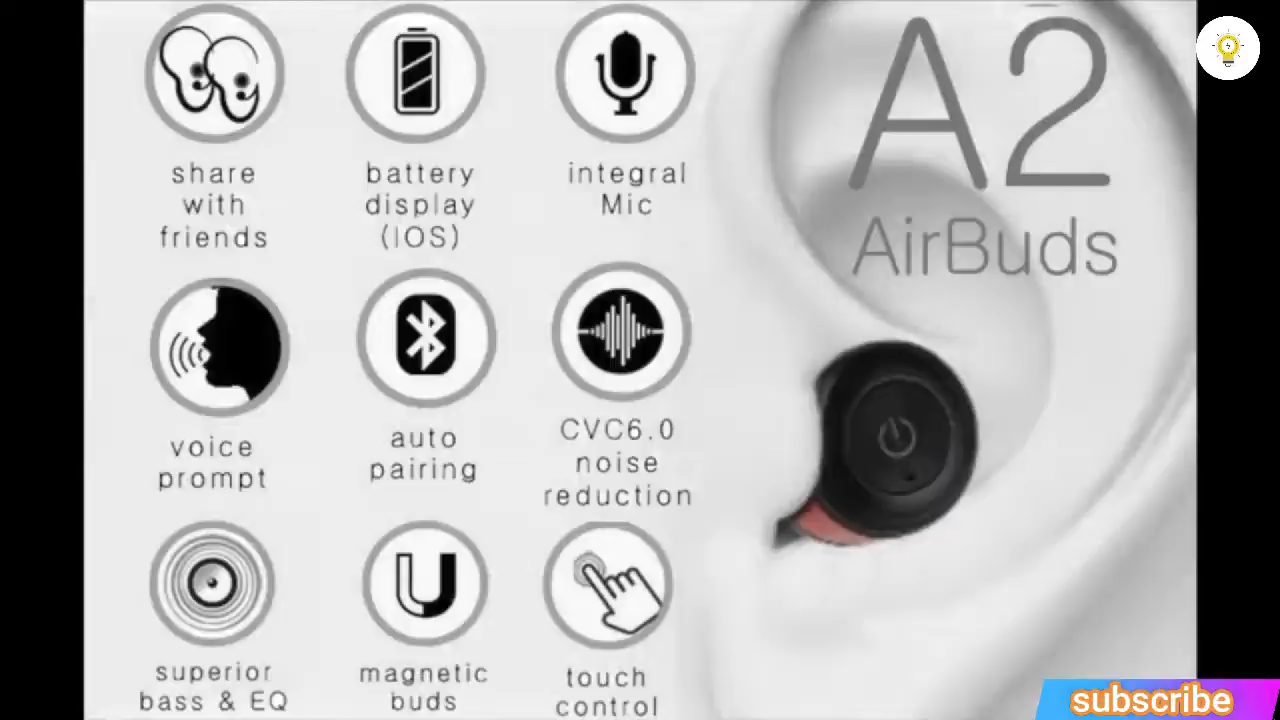 share
with
friends
battery
display
(IOS)
integral
Mic
A2
AirBuds
voice
prompt
auto
pairing
CVC6.0
noise
reduction
superior
bass & EQ
magnetic
buds
touch
control
subscribe